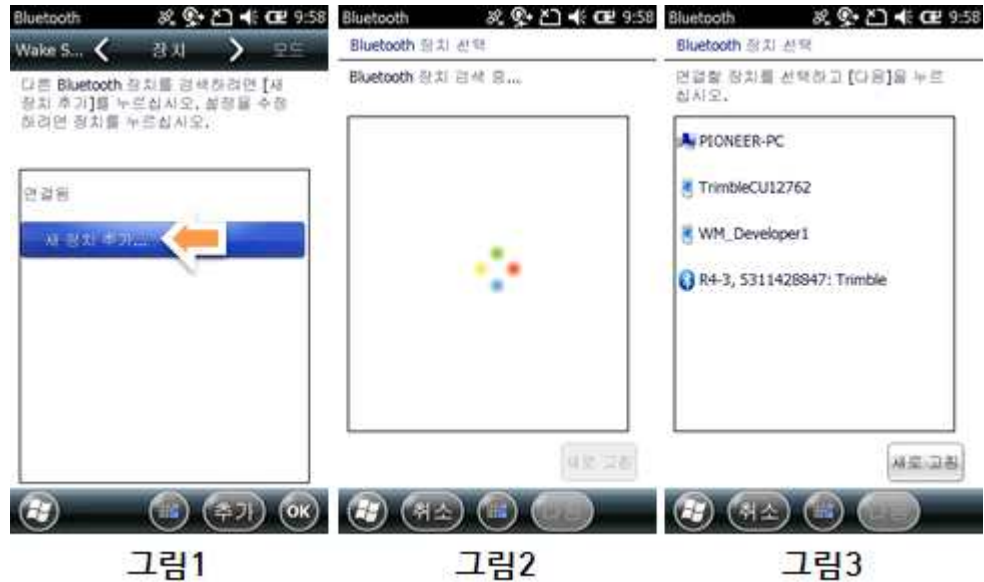 Bluetooth 9:58
Wake S... 장치 모드
다른 Bluetooth 장치를 검색하려면 [새
장치 추가]를 누르십시오. 설정을 수정
하려면 장치를 누르십시오.
연결됨
새 장치 추가...
추가 OK
그림1
Bluetooth 9:58
Bluetooth 장치 선택
Bluetooth 장치 검색 중...
새로 고침
취소 다음
그림2
Bluetooth 9:58
Bluetooth 장치 선택
연결할 장치를 선택하고 [다음]을 누르
십시오.
PIONEER-PC
TrimbleCU12762
WM_Developer1
R4-3, 5311428847: Trimble
새로 고침
취소 다음
그림3